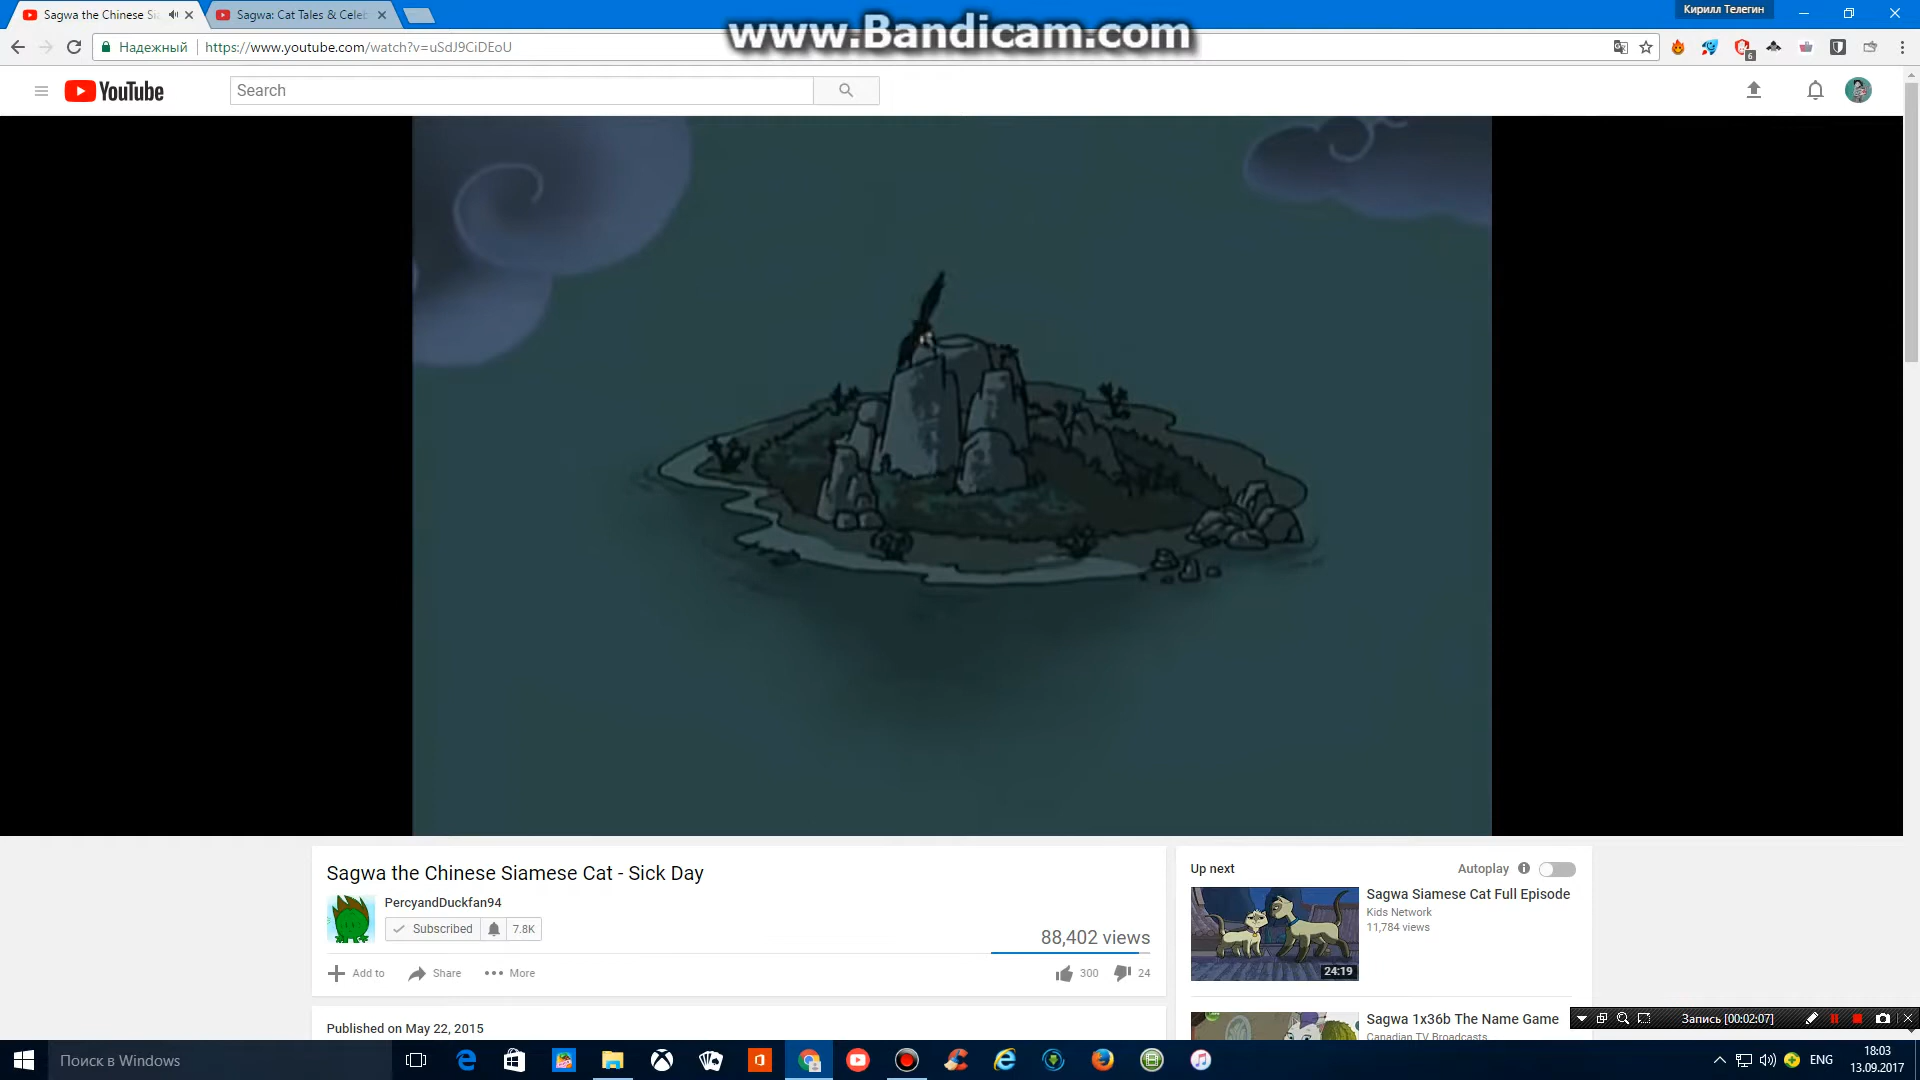 Sagwa the Chinese Si
Sagwa: Cat Tales & Celeb
www.Bandicam.com
Кирилл Телегин
Надежный
https://www.youtube.com/watch?v=uSdJ9CiDEoU
6
YouTube
Search
Sagwa the Chinese Siamese Cat - Sick Day
PercyandDuckfan94
Subscribed
7.8K
88,402 views
Add to
Share
More
300
24
Published on May 22, 2015
Up next
Autoplay
Sagwa Siamese Cat Full Episode
Kids Network
11,784 views
24:19
Sagwa 1x36b The Name Game
Canadian TV Broadcasts
Запись [00:02:07]
Поиск в Windows
ENG
18:03
13.09.2017